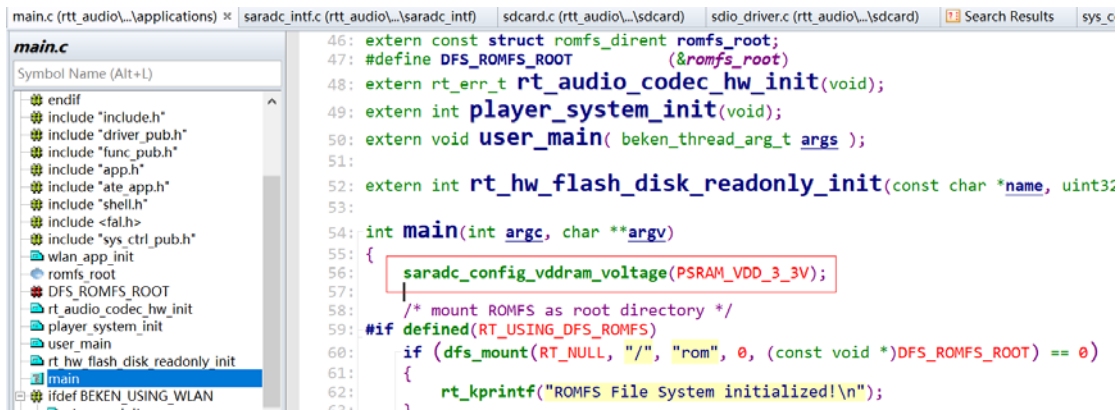 main.c (rtt_audio\...\applications) × saradc_intf.c (rtt_audio\...\saradc_intf) sdcard.c (rtt_audio\...\sdcard) sdio_driver.c (rtt_audio\...\sdcard) Search Results
main.c
Symbol Name (Alt+L)
endif
include "include.h"
include "driver_pub.h"
include "func_pub.h"
include "app.h"
include "ate_app.h"
include "shell.h"
include <fal.h>
include "sys_ctrl_pub.h"
wlan_app_init
romfs_root
DFS_ROMFS_ROOT
rt_audio_codec_hw_init
player_system_init
user_main
rt_hw_flash_disk_readonly_init
main
ifdef BEKEN_USING_WLAN
46: extern const struct romfs_dirent romfs_root;
47: #define DFS_ROMFS_ROOT (&romfs_root)
48: extern rt_err_t rt_audio_codec_hw_init(void);
49: extern int player_system_init(void);
50: extern void user_main( beken_thread_arg_t args );
51:
52: extern int rt_hw_flash_disk_readonly_init(const char *name, uint32
53:
54: int main(int argc, char **argv)
55: {
56: saradc_config_vddram_voltage(PSRAM_VDD_3_3V);
57:
58: /* mount ROMFS as root directory */
59: #if defined(RT_USING_DFS_ROMFS)
60: if (dfs_mount(RT_NULL, "/", "rom", 0, (const void *)DFS_ROMFS_ROOT) == 0)
61: {
62: rt_kprintf("ROMFS File System initialized!\n");